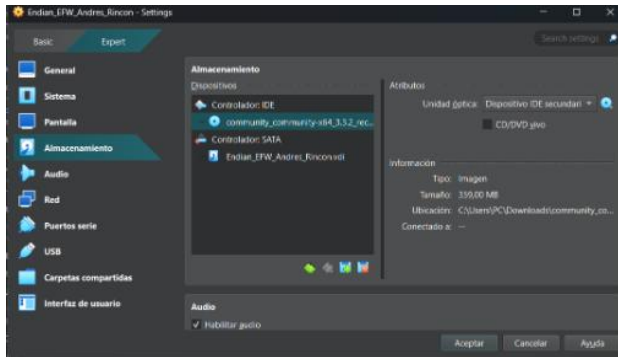 Endian_EFW_Andres_Rincon - Settings
Basic Expert
Search settings
General
Sistema
Pantalla
Almacenamiento
Audio
Red
Puertos serie
USB
Carpetas compartidas
Interfaz de usuario
Almacenamiento
Dispositivos
Controlador: IDE
community_community-x64_3.3.2_rec...
Controlador: SATA
Endian_EFW_Andres_Rincon.vdi
Atributos
Unidad óptica: Dispositivo IDE secundari
CD/DVD vivo
Información
Tipo: Imagen
Tamaño: 359,00 MB
Ubicación: C:\Users\PC\Downloads\community_co...
Conectado a: --
Audio
Habilitar audio
Aceptar Cancelar Ayuda